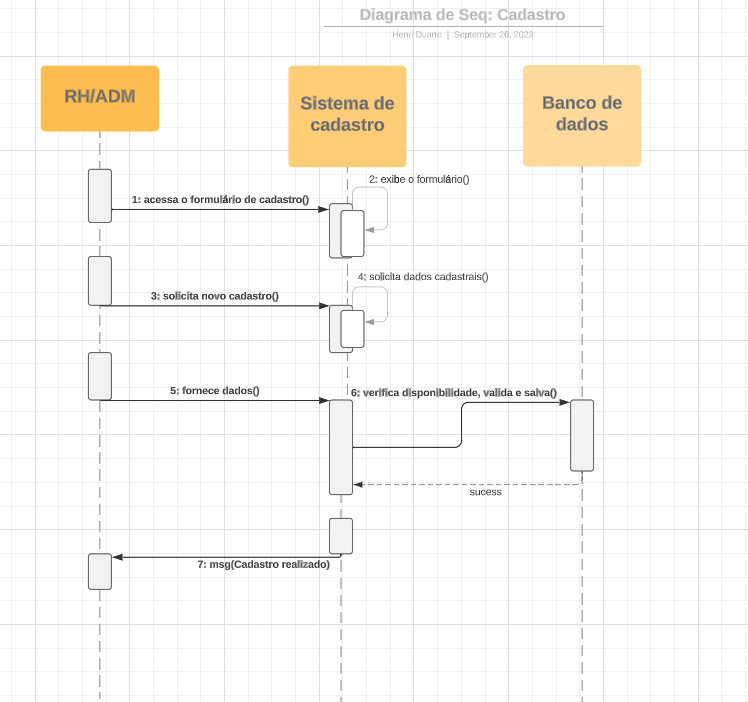 Diagrama de Seq: Cadastro
Henri Duarte | September 26, 2023
RH/ADM
Sistema de
cadastro
Banco de
dados
2: exibe o formulário()
1: acessa o formulário de cadastro()
4: solicita dados cadastrais()
3: solicita novo cadastro()
5: fornece dados()
6: verifica disponibilidade, valida e salva()
sucess
7: msg(Cadastro realizado)